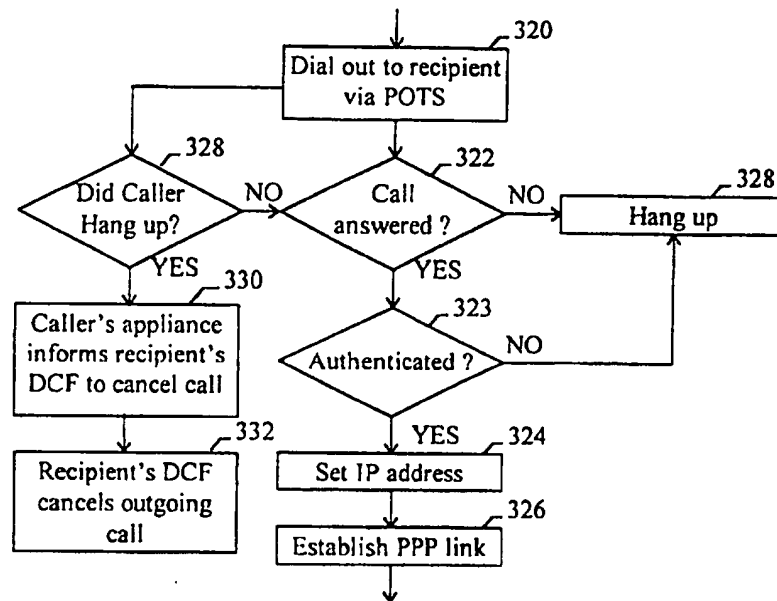 320
Dial out to recipient
via POTS
328
Did Caller
Hang up?
NO
322
Call
answered ?
NO
328
Hang up
YES
YES
330
Caller's appliance
informs recipient's
DCF to cancel call
323
Authenticated ?
NO
332
Recipient's DCF
cancels outgoing
call
YES
324
Set IP address
326
Establish PPP link